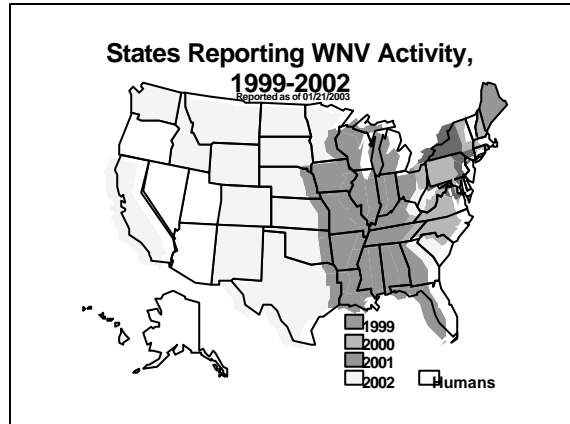 States Reporting WNV Activity,
1999-2002
Reported as of 01/21/2003
1999
2000
2001
2002 Humans